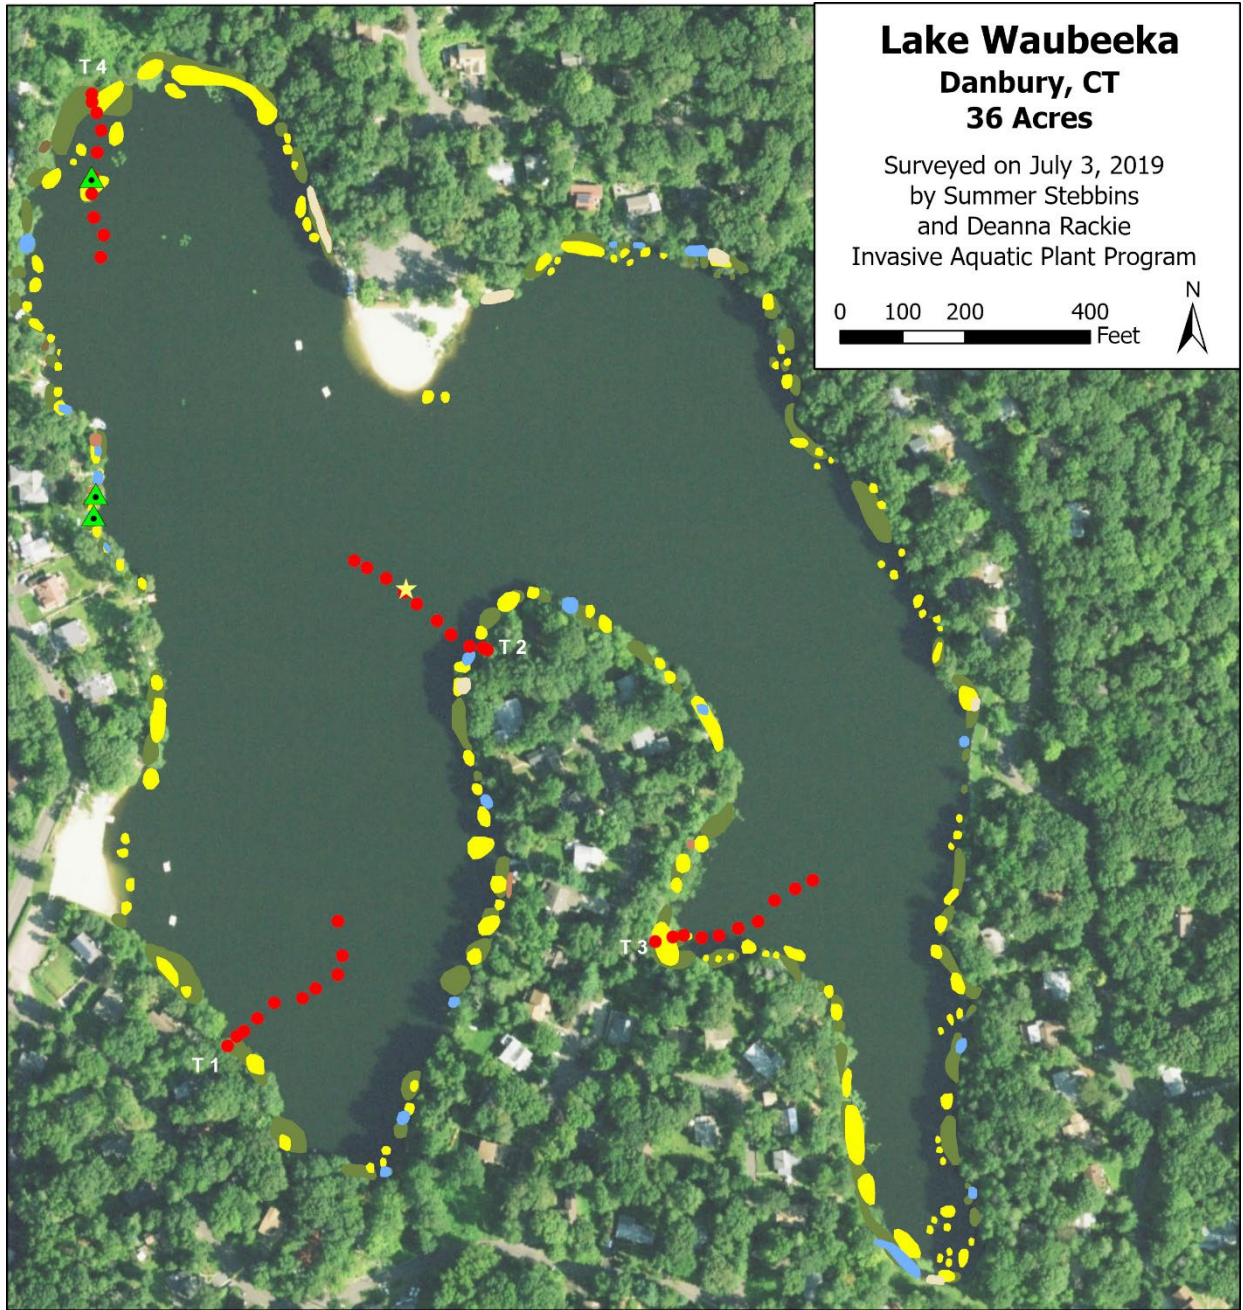 Lake Waubeeka
Danbury, CT
36 Acres
Surveyed on July 3, 2019
by Summer Stebbins
and Deanna Rackie
Invasive Aquatic Plant Program
N
0 100 200 400
Feet
T 4
T 2
T 3
T 1